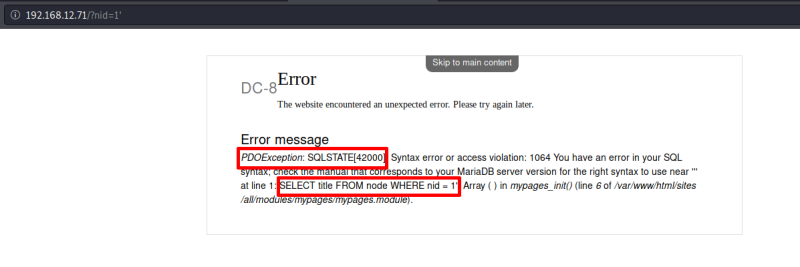 192.168.12.71/?nid=1'
Skip to main content
DC-8
Error
The website encountered an unexpected error. Please try again later.
Error message
PDOException: SQLSTATE[42000]: Syntax error or access violation: 1064 You have an error in your SQL
syntax; check the manual that corresponds to your MariaDB server version for the right syntax to use near '''
at line 1: SELECT title FROM node WHERE nid = 1'; Array ( ) in mypages_init() (line 6 of /var/www/html/sites
/all/modules/mypages/mypages.module).